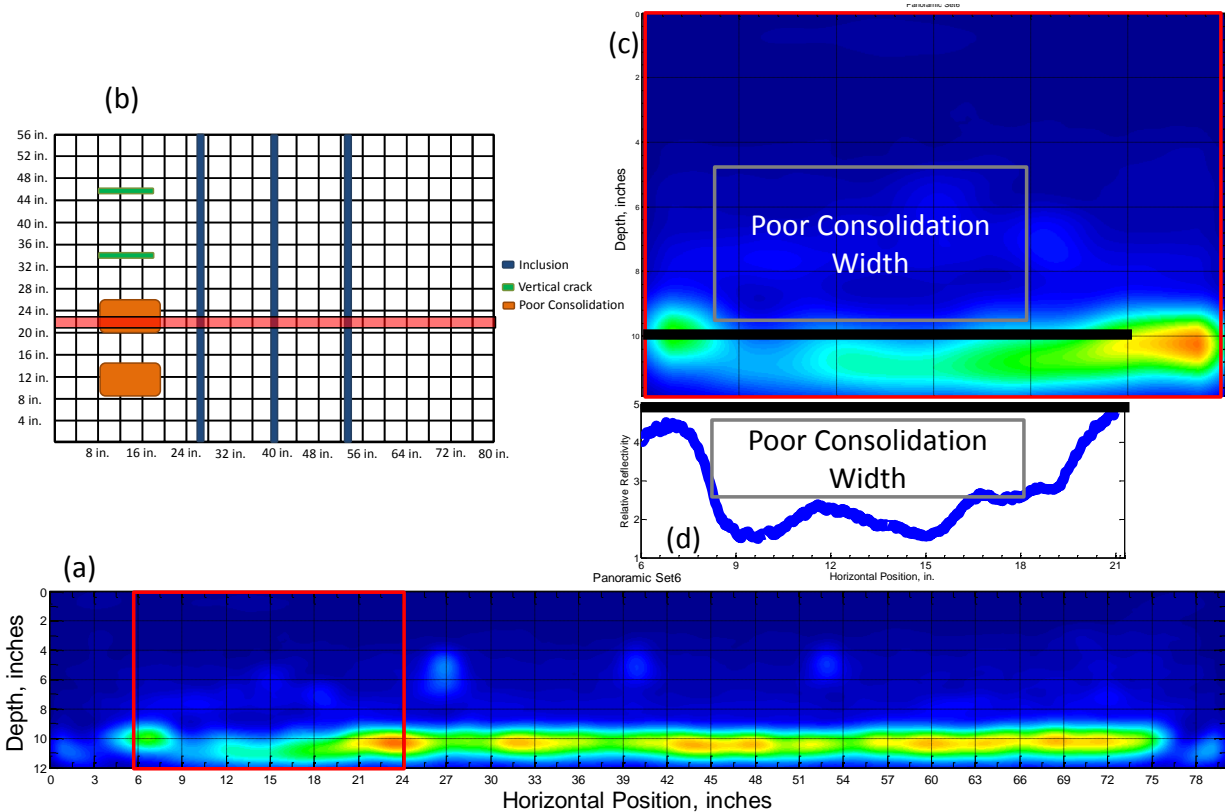 Panoramic Set6
(c)
0
2
4
6
8
10
Depth, inches
Poor Consolidation
Width
(b)
56 in.
52 in.
48 in.
44 in.
40 in.
36 in.
32 in.
28 in.
24 in.
20 in.
16 in.
12 in.
8 in.
4 in.
8 in. 16 in. 24 in. 32 in. 40 in. 48 in. 56 in. 64 in. 72 in. 80 in.
Inclusion
Vertical crack
Poor Consolidation
5
4
3
2
1
Relative Reflectivity
Poor Consolidation
Width
(d)
6 9 12 15 18 21
Horizontal Position, in.
(a)
Panoramic Set6
0
2
4
6
8
10
12
Depth, inches
0 3 6 9 12 15 18 21 24 27 30 33 36 39 42 45 48 51 54 57 60 63 66 69 72 75 78
Horizontal Position, inches